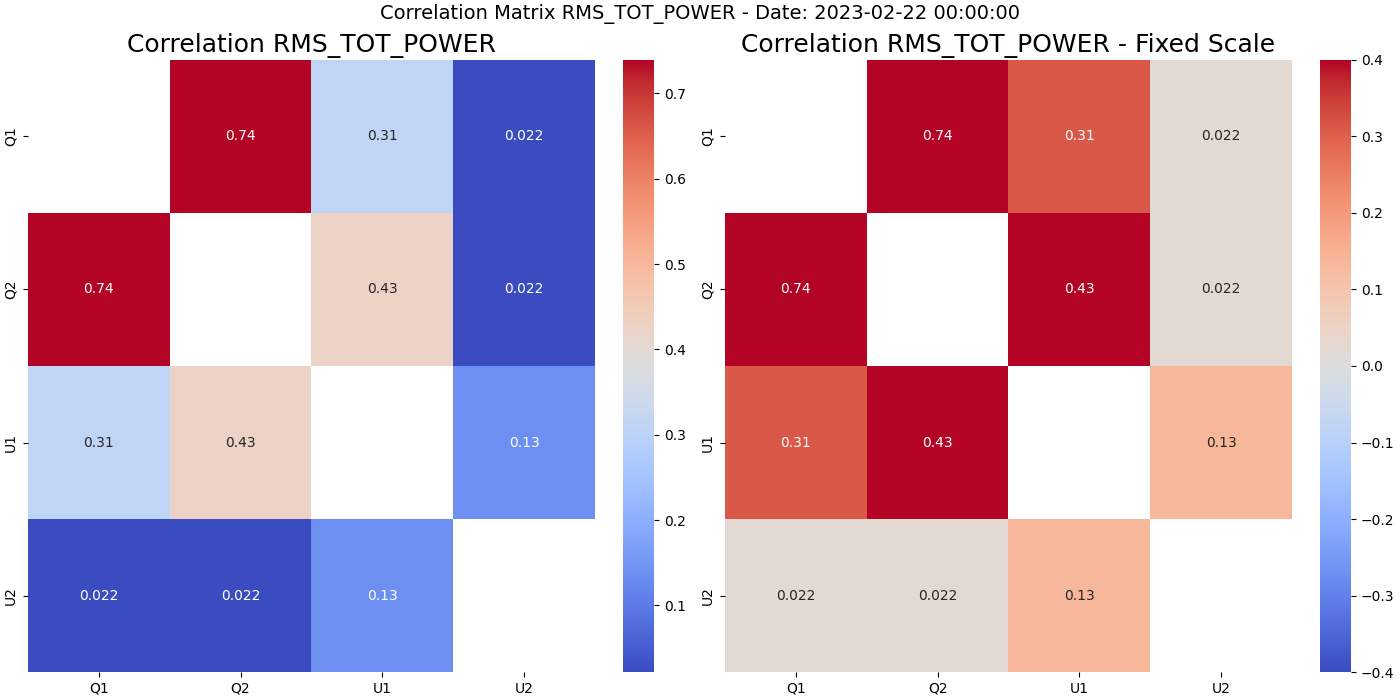 Correlation Matrix RMS_TOT_POWER - Date: 2023-02-22 00:00:00
Correlation RMS_TOT_POWER
Q1
0.74
0.31
0.022
Q2
0.74
0.43
0.022
U1
0.31
0.43
0.13
U2
0.022
0.022
0.13
Q1
Q2
U1
U2
0.7
0.6
0.5
0.4
0.3
0.2
0.1
Correlation RMS_TOT_POWER - Fixed Scale
Q1
0.74
0.31
0.022
Q2
0.74
0.43
0.022
U1
0.31
0.43
0.13
U2
0.022
0.022
0.13
Q1
Q2
U1
U2
0.4
0.3
0.2
0.1
0.0
−0.1
−0.2
−0.3
−0.4